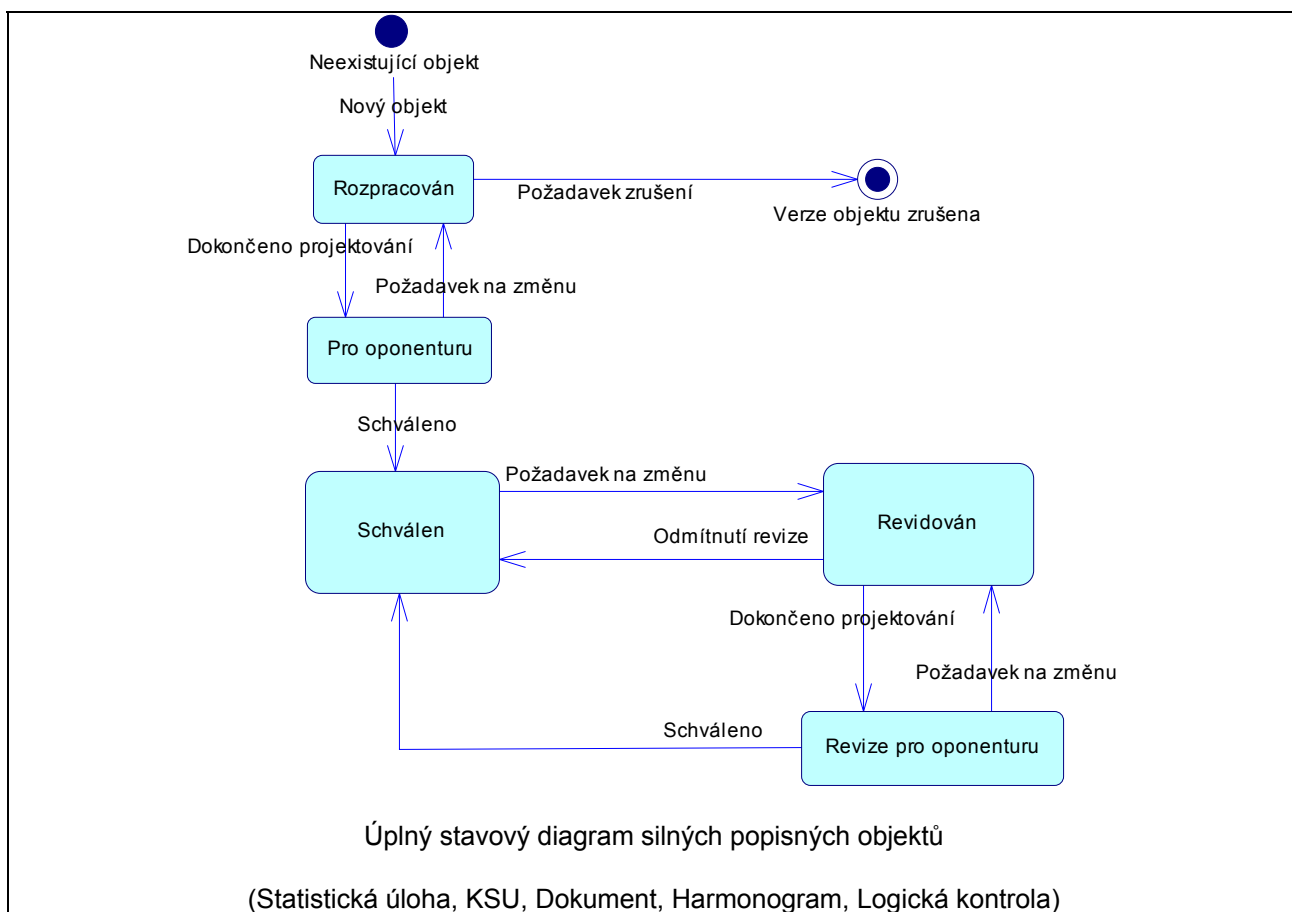 Neexistující objekt
Nový objekt
Rozpracován
Požadavek zrušení
Verze objektu zrušena
Dokončeno projektování
Požadavek na změnu
Pro oponenturu
Schváleno
Požadavek na změnu
Schválen
Revidován
Odmítnutí revize
Dokončeno projektování
Požadavek na změnu
Schváleno
Revize pro oponenturu
Úplný stavový diagram silných popisných objektů
(Statistická úloha, KSU, Dokument, Harmonogram, Logická kontrola)